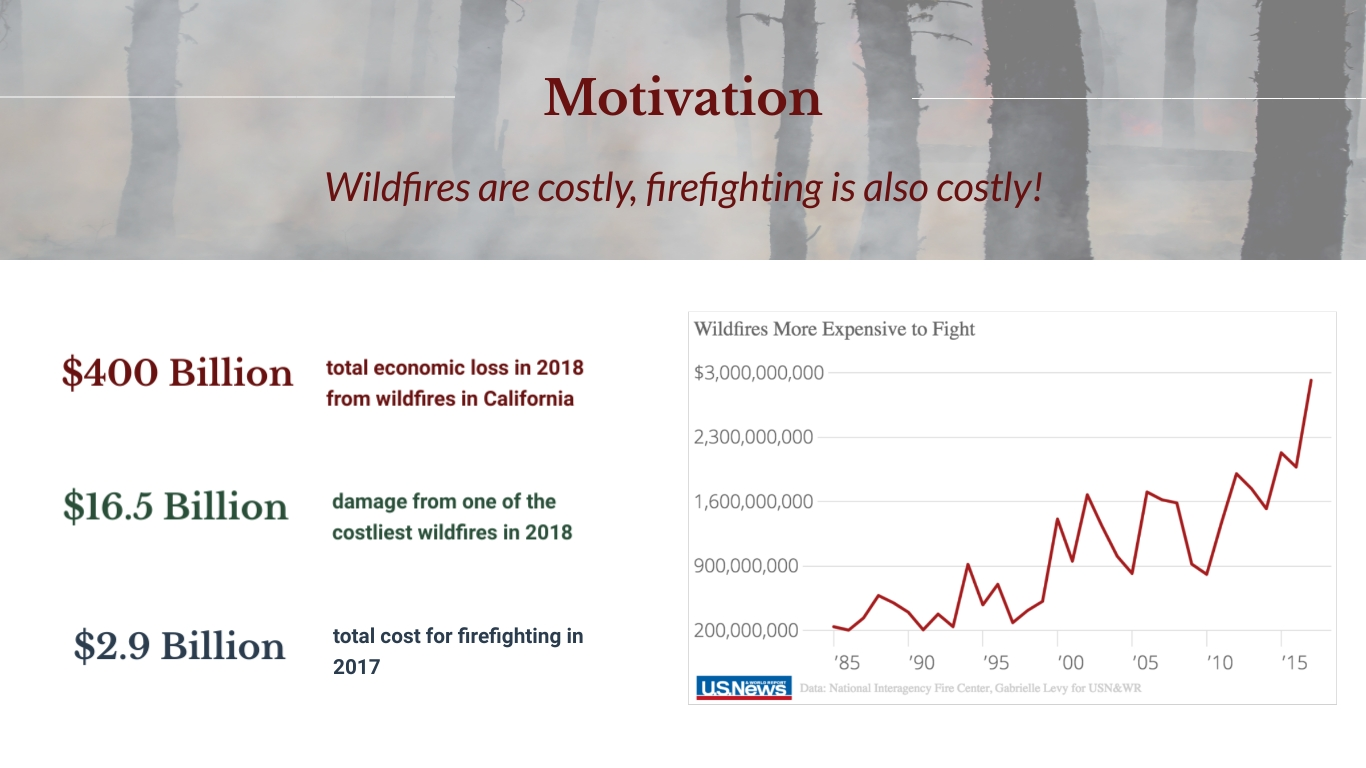 Motivation
Wildfires are costly, firefighting is also costly!
$400 Billion
total economic loss in 2018
from wildfires in California
$16.5 Billion
damage from one of the
costliest wildfires in 2018
$2.9 Billion
total cost for firefighting in
2017
Wildfires More Expensive to Fight
$3,000,000,000
2,300,000,000
1,600,000,000
900,000,000
200,000,000
'85 '90 '95 '00 '05 '10 '15
& WORLD REPORT
U.S.News
Data: National Interagency Fire Center, Gabrielle Levy for USN&WR